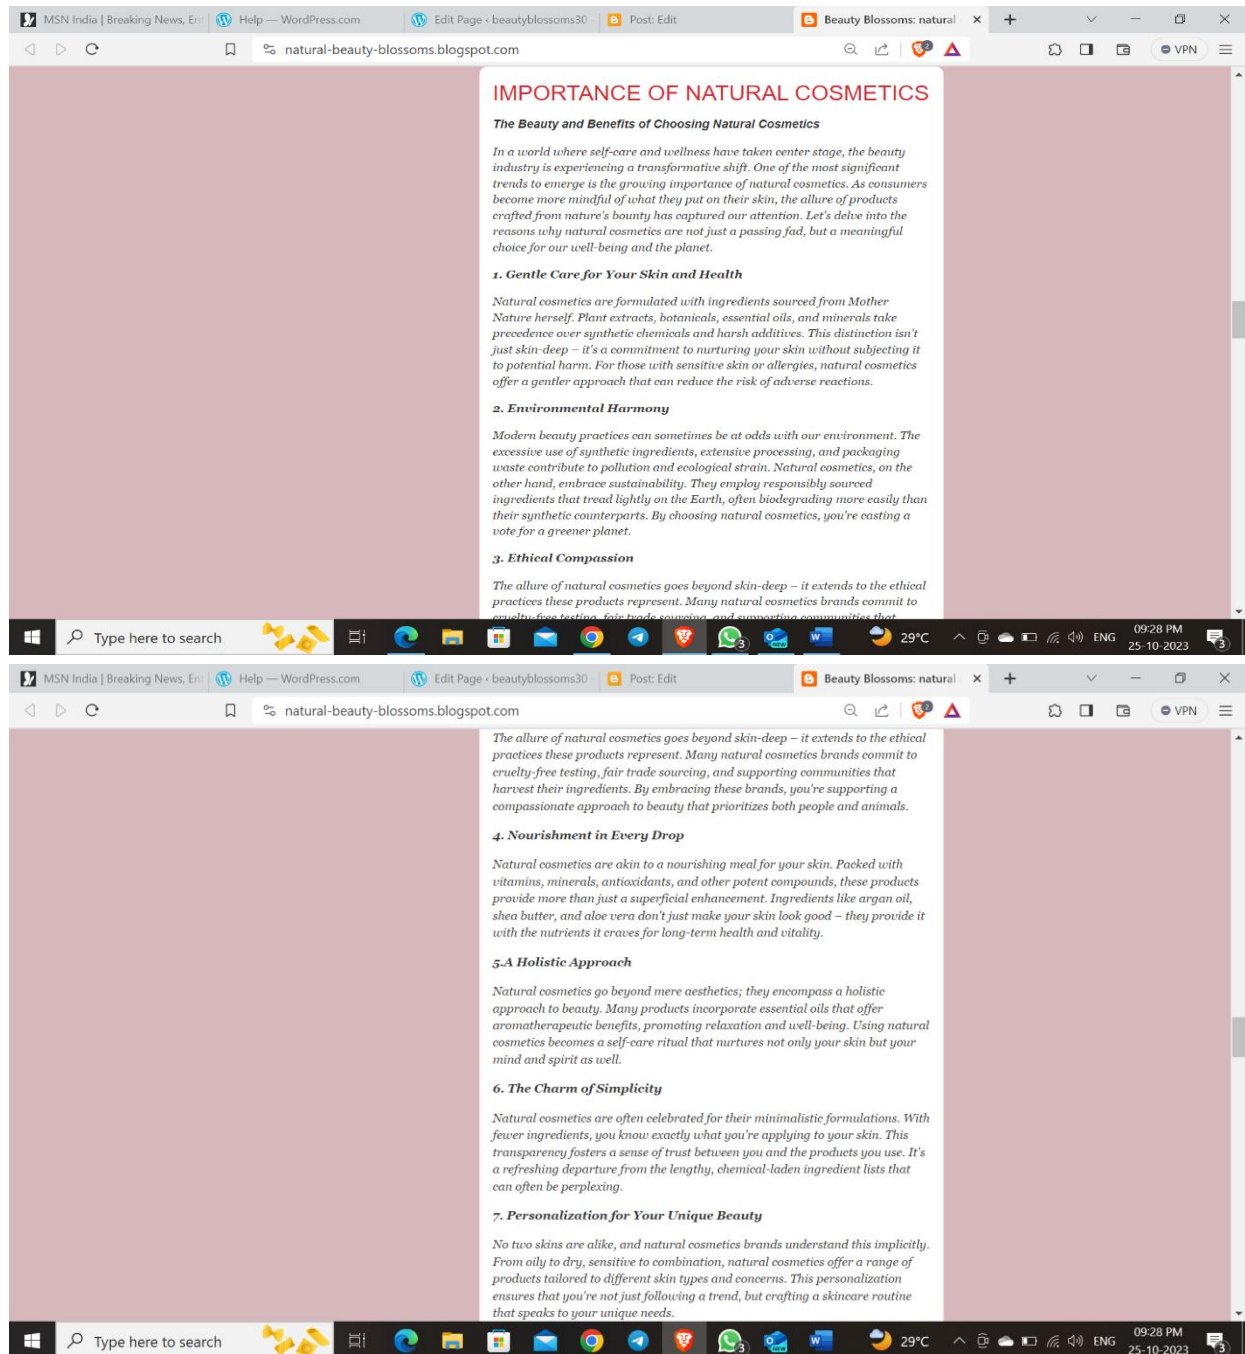 MSN India | Breaking News, Ent
Help — WordPress.com
Edit Page ‹ beautyblossoms30
Post: Edit
Beauty Blossoms: natural
natural-beauty-blossoms.blogspot.com
2
VPN
IMPORTANCE OF NATURAL COSMETICS
The Beauty and Benefits of Choosing Natural Cosmetics
In a world where self-care and wellness have taken center stage, the beauty
industry is experiencing a transformative shift. One of the most significant
trends to emerge is the growing importance of natural cosmetics. As consumers
become more mindful of what they put on their skin, the allure of products
crafted from nature's bounty has captured our attention. Let's delve into the
reasons why natural cosmetics are not just a passing fad, but a meaningful
choice for our well-being and the planet.
1. Gentle Care for Your Skin and Health
Natural cosmetics are formulated with ingredients sourced from Mother
Nature herself. Plant extracts, botanicals, essential oils, and minerals take
precedence over synthetic chemicals and harsh additives. This distinction isn't
just skin-deep – it's a commitment to nurturing your skin without subjecting it
to potential harm. For those with sensitive skin or allergies, natural cosmetics
offer a gentler approach that can reduce the risk of adverse reactions.
2. Environmental Harmony
Modern beauty practices can sometimes be at odds with our environment. The
excessive use of synthetic ingredients, extensive processing, and packaging
waste contribute to pollution and ecological strain. Natural cosmetics, on the
other hand, embrace sustainability. They employ responsibly sourced
ingredients that tread lightly on the Earth, often biodegrading more easily than
their synthetic counterparts. By choosing natural cosmetics, you're casting a
vote for a greener planet.
3. Ethical Compassion
The allure of natural cosmetics goes beyond skin-deep – it extends to the ethical
practices these products represent. Many natural cosmetics brands commit to
cruelty-free testing, fair trade sourcing, and supporting communities that
Type here to search
3
29°C
ENG
09:28 PM
25-10-2023
3
MSN India | Breaking News, Ent
Help — WordPress.com
Edit Page ‹ beautyblossoms30
Post: Edit
Beauty Blossoms: natural
natural-beauty-blossoms.blogspot.com
2
VPN
The allure of natural cosmetics goes beyond skin-deep – it extends to the ethical
practices these products represent. Many natural cosmetics brands commit to
cruelty-free testing, fair trade sourcing, and supporting communities that
harvest their ingredients. By embracing these brands, you're supporting a
compassionate approach to beauty that prioritizes both people and animals.
4. Nourishment in Every Drop
Natural cosmetics are akin to a nourishing meal for your skin. Packed with
vitamins, minerals, antioxidants, and other potent compounds, these products
provide more than just a superficial enhancement. Ingredients like argan oil,
shea butter, and aloe vera don't just make your skin look good – they provide it
with the nutrients it craves for long-term health and vitality.
5.A Holistic Approach
Natural cosmetics go beyond mere aesthetics; they encompass a holistic
approach to beauty. Many products incorporate essential oils that offer
aromatherapeutic benefits, promoting relaxation and well-being. Using natural
cosmetics becomes a self-care ritual that nurtures not only your skin but your
mind and spirit as well.
6. The Charm of Simplicity
Natural cosmetics are often celebrated for their minimalistic formulations. With
fewer ingredients, you know exactly what you're applying to your skin. This
transparency fosters a sense of trust between you and the products you use. It's
a refreshing departure from the lengthy, chemical-laden ingredient lists that
can often be perplexing.
7. Personalization for Your Unique Beauty
No two skins are alike, and natural cosmetics brands understand this implicitly.
From oily to dry, sensitive to combination, natural cosmetics offer a range of
products tailored to different skin types and concerns. This personalization
ensures that you're not just following a trend, but crafting a skincare routine
that speaks to your unique needs.
Type here to search
3
29°C
ENG
09:28 PM
25-10-2023
3